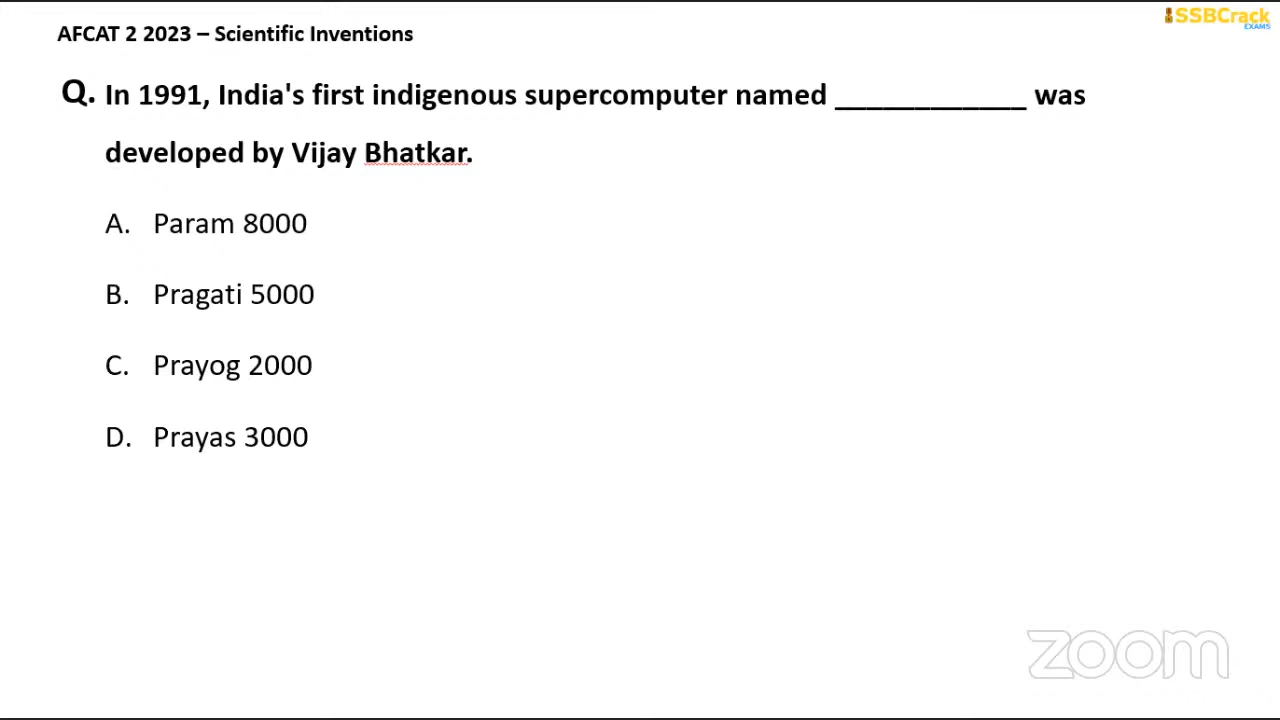 SSBCrack
EXAMS
AFCAT 2 2023 – Scientific Inventions
Q. In 1991, India's first indigenous supercomputer named ____________ was
developed by Vijay Bhatkar.
A. Param 8000
B. Pragati 5000
C. Prayog 2000
D. Prayas 3000
zoom